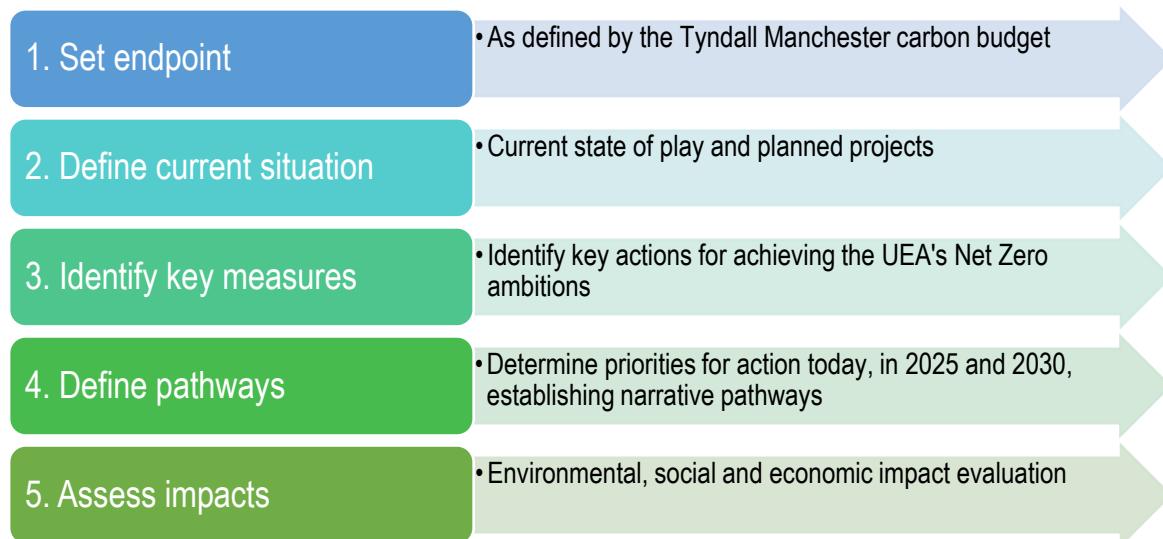 1. Set endpoint
• As defined by the Tyndall Manchester carbon budget
2. Define current situation
• Current state of play and planned projects
3. Identify key measures
• Identify key actions for achieving the UEA's Net Zero
ambitions
4. Define pathways
• Determine priorities for action today, in 2025 and 2030,
establishing narrative pathways
5. Assess impacts
• Environmental, social and economic impact evaluation